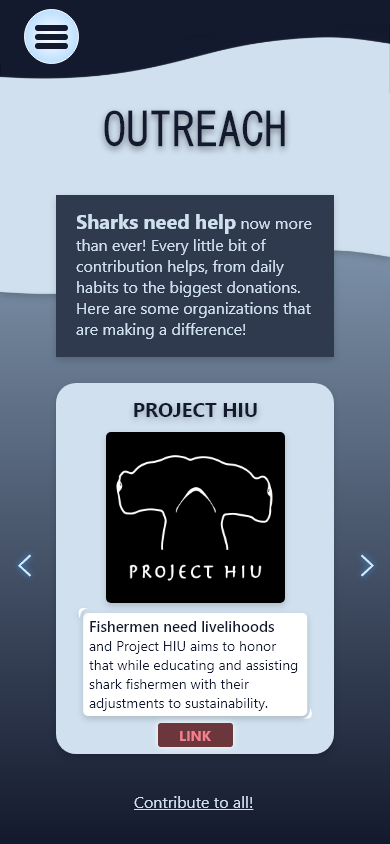 OUTREACH
Sharks need help now more
than ever! Every little bit of
contribution helps, from daily
habits to the biggest donations.
Here are some organizations that
are making a difference!
PROJECT HIU
PROJECT HIU
Fishermen need livelihoods
and Project HIU aims to honor
that while educating and assisting
shark fishermen with their
adjustments to sustainability.
LINK
Contribute to all!